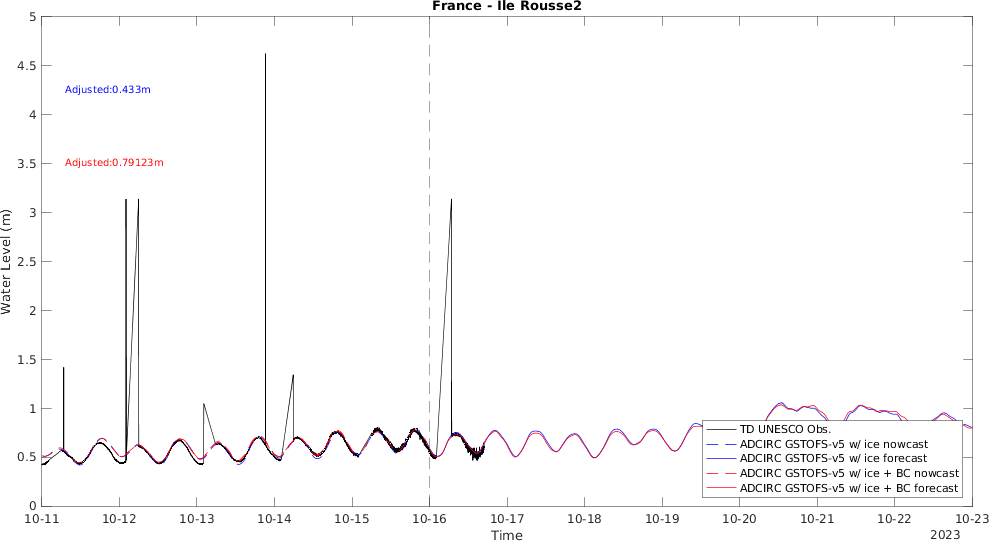 France - Ile Rousse2
5
4.5
4
3.5
3
2.5
2
1.5
1
0.5
0
Water Level (m)
Adjusted:0.433m
Adjusted:0.79123m
TD UNESCO Obs.
ADCIRC GSTOFS-v5 w/ ice nowcast
ADCIRC GSTOFS-v5 w/ ice forecast
ADCIRC GSTOFS-v5 w/ ice + BC nowcast
ADCIRC GSTOFS-v5 w/ ice + BC forecast
10-11 10-12 10-13 10-14 10-15 10-16 10-17 10-18 10-19 10-20 10-21 10-22 10-23
Time
2023